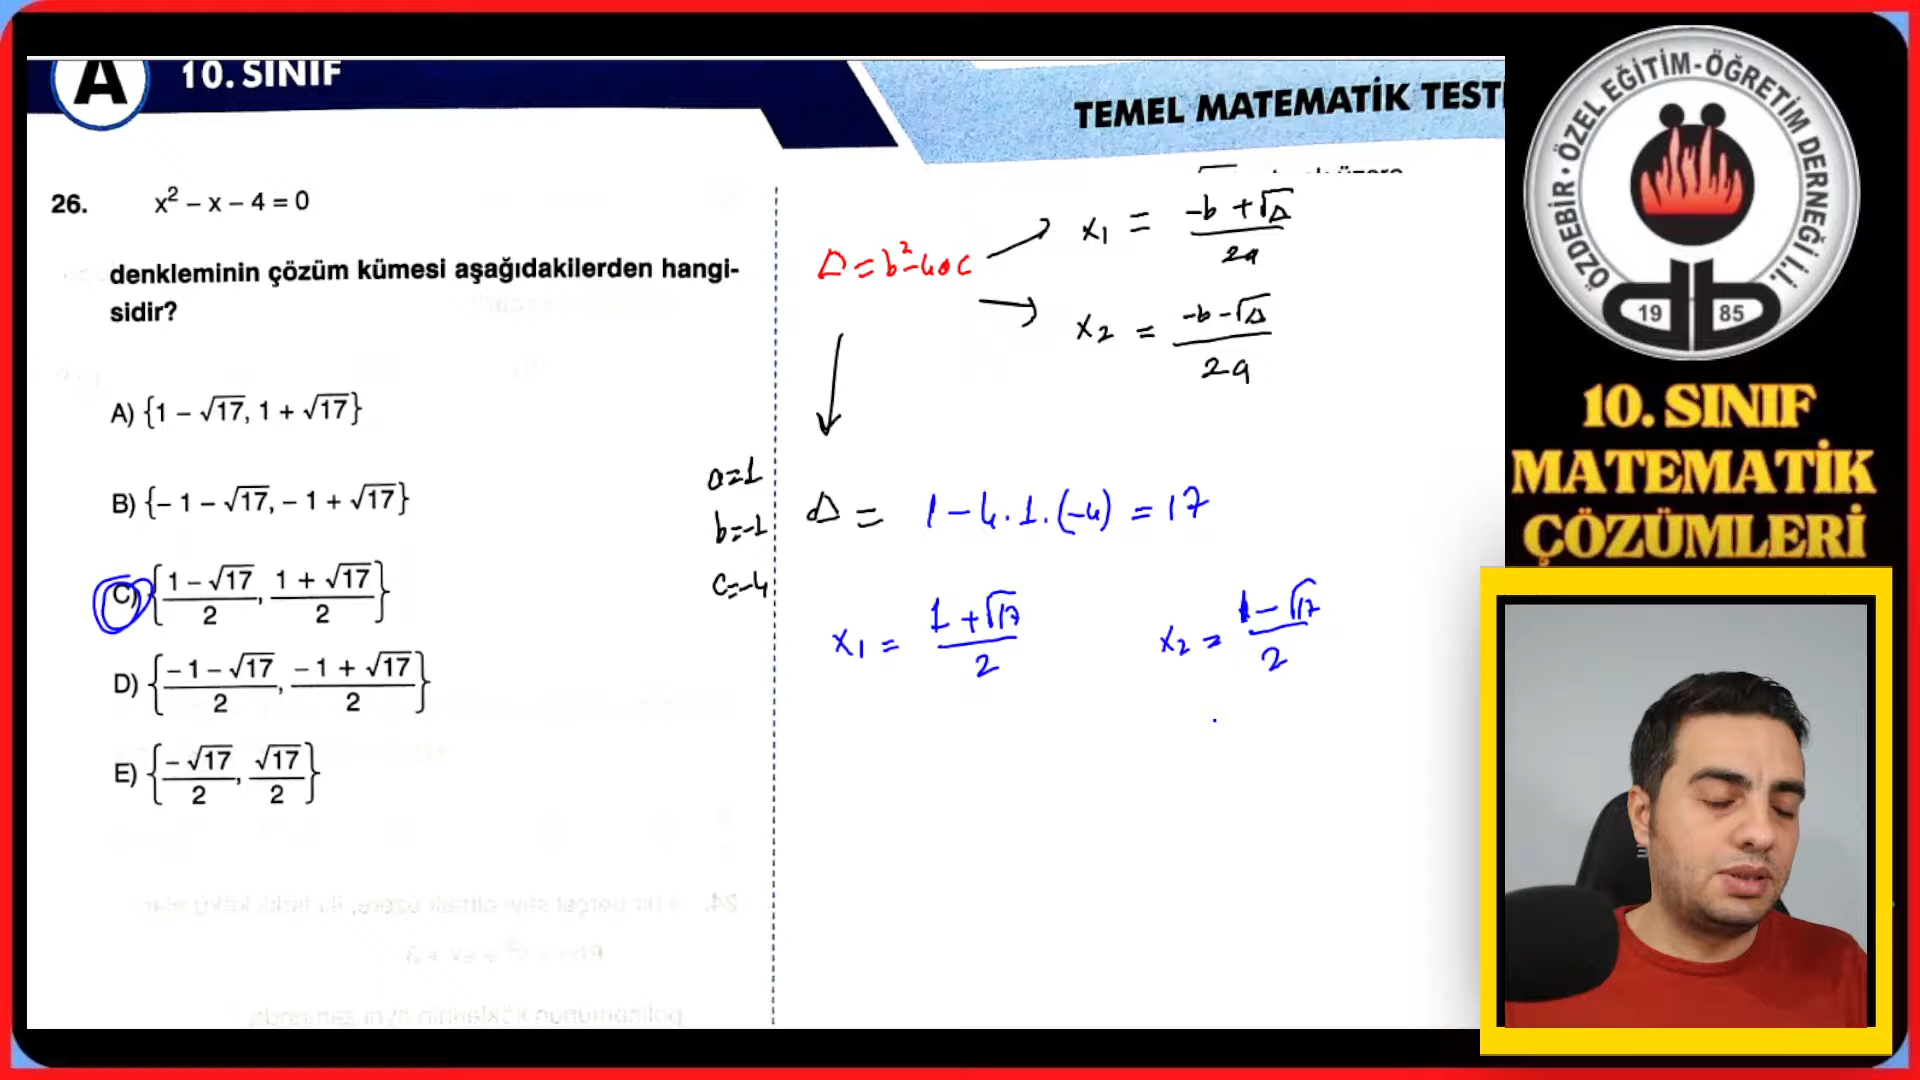 A
10. SINIF
TEMEL MATEMATİK TESTİ
26. x² – x – 4 = 0
denkleminin çözüm kümesi aşağıdakilerden hangi-
sidir?
A) {1 – √17, 1 + √17}
B) {– 1 – √17, – 1 + √17}
C) {(1 – √17)/2, (1 + √17)/2}
D) {(– 1 – √17)/2, (– 1 + √17)/2}
E) {– √17/2, √17/2}
a=1
b=-1
c=-4
Δ = b²-4ac
x₁ = (-b + √Δ)/2a
x₂ = (-b - √Δ)/2a
Δ = 1 - 4 . 1 . (-4) = 17
x₁ = (1 + √17)/2
x₂ = (1 - √17)/2
ÖZDEBİR · ÖZEL EĞİTİM-ÖĞRETİM DERNEĞİ İ.İ.
19 85
10. SINIF
MATEMATİK
ÇÖZÜMLERİ